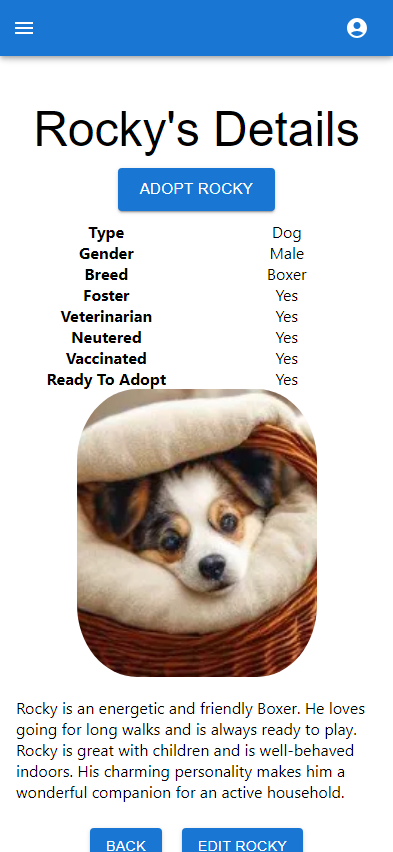 Rocky's Details
ADOPT ROCKY
Type Dog
Gender Male
Breed Boxer
Foster Yes
Veterinarian Yes
Neutered Yes
Vaccinated Yes
Ready To Adopt Yes
Rocky is an energetic and friendly Boxer. He loves
going for long walks and is always ready to play.
Rocky is great with children and is well-behaved
indoors. His charming personality makes him a
wonderful companion for an active household.
BACK EDIT ROCKY